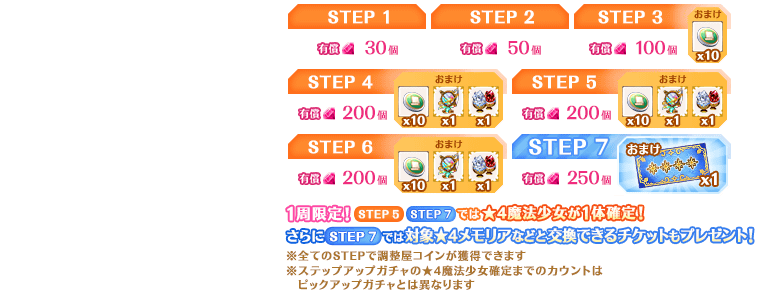 STEP 1
有償 30個
STEP 2
有償 50個
STEP 3
有償 100個
おまけ
x10
STEP 4
有償 200個
おまけ
x10 x1 x1
STEP 5
有償 200個
おまけ
x10 x1 x1
STEP 6
有償 200個
おまけ
x10 x1 x1
STEP 7
有償 250個
おまけ
x1
1周限定! STEP 5 STEP 7 では★4魔法少女が1体確定!
さらに STEP 7 では対象★4メモリアなどと交換できるチケットもプレゼント!
※全てのSTEPで調整屋コインが獲得できます
※ステップアップガチャの★4魔法少女確定までのカウントは
ピックアップガチャとは異なります